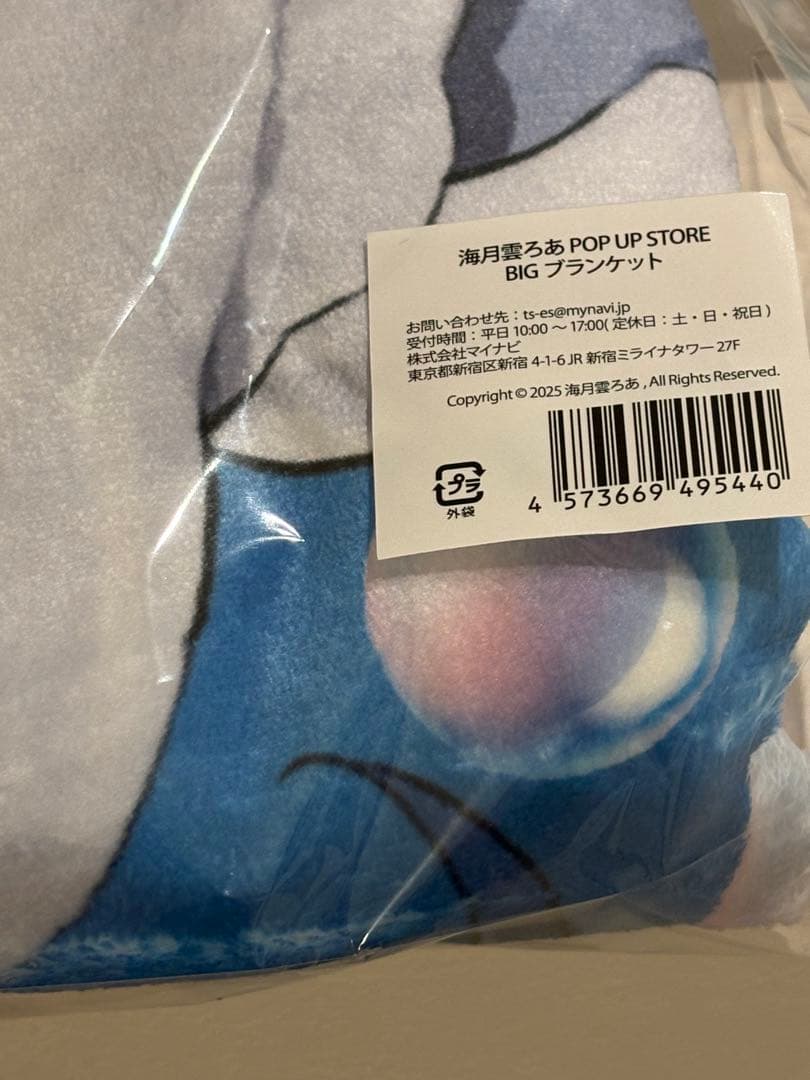 海月雲ろあ POP UP STORE
BIG ブランケット
お問い合わせ先：ts-es@mynavi.jp
受付時間：平日 10:00 ～ 17:00( 定休日：土・日・祝日 )
株式会社マイナビ
東京都新宿区新宿 4-1-6 JR 新宿ミライナタワー 27F
Copyright © 2025 海月雲ろあ , All Rights Reserved.
プラ
外袋
4 573669 495440